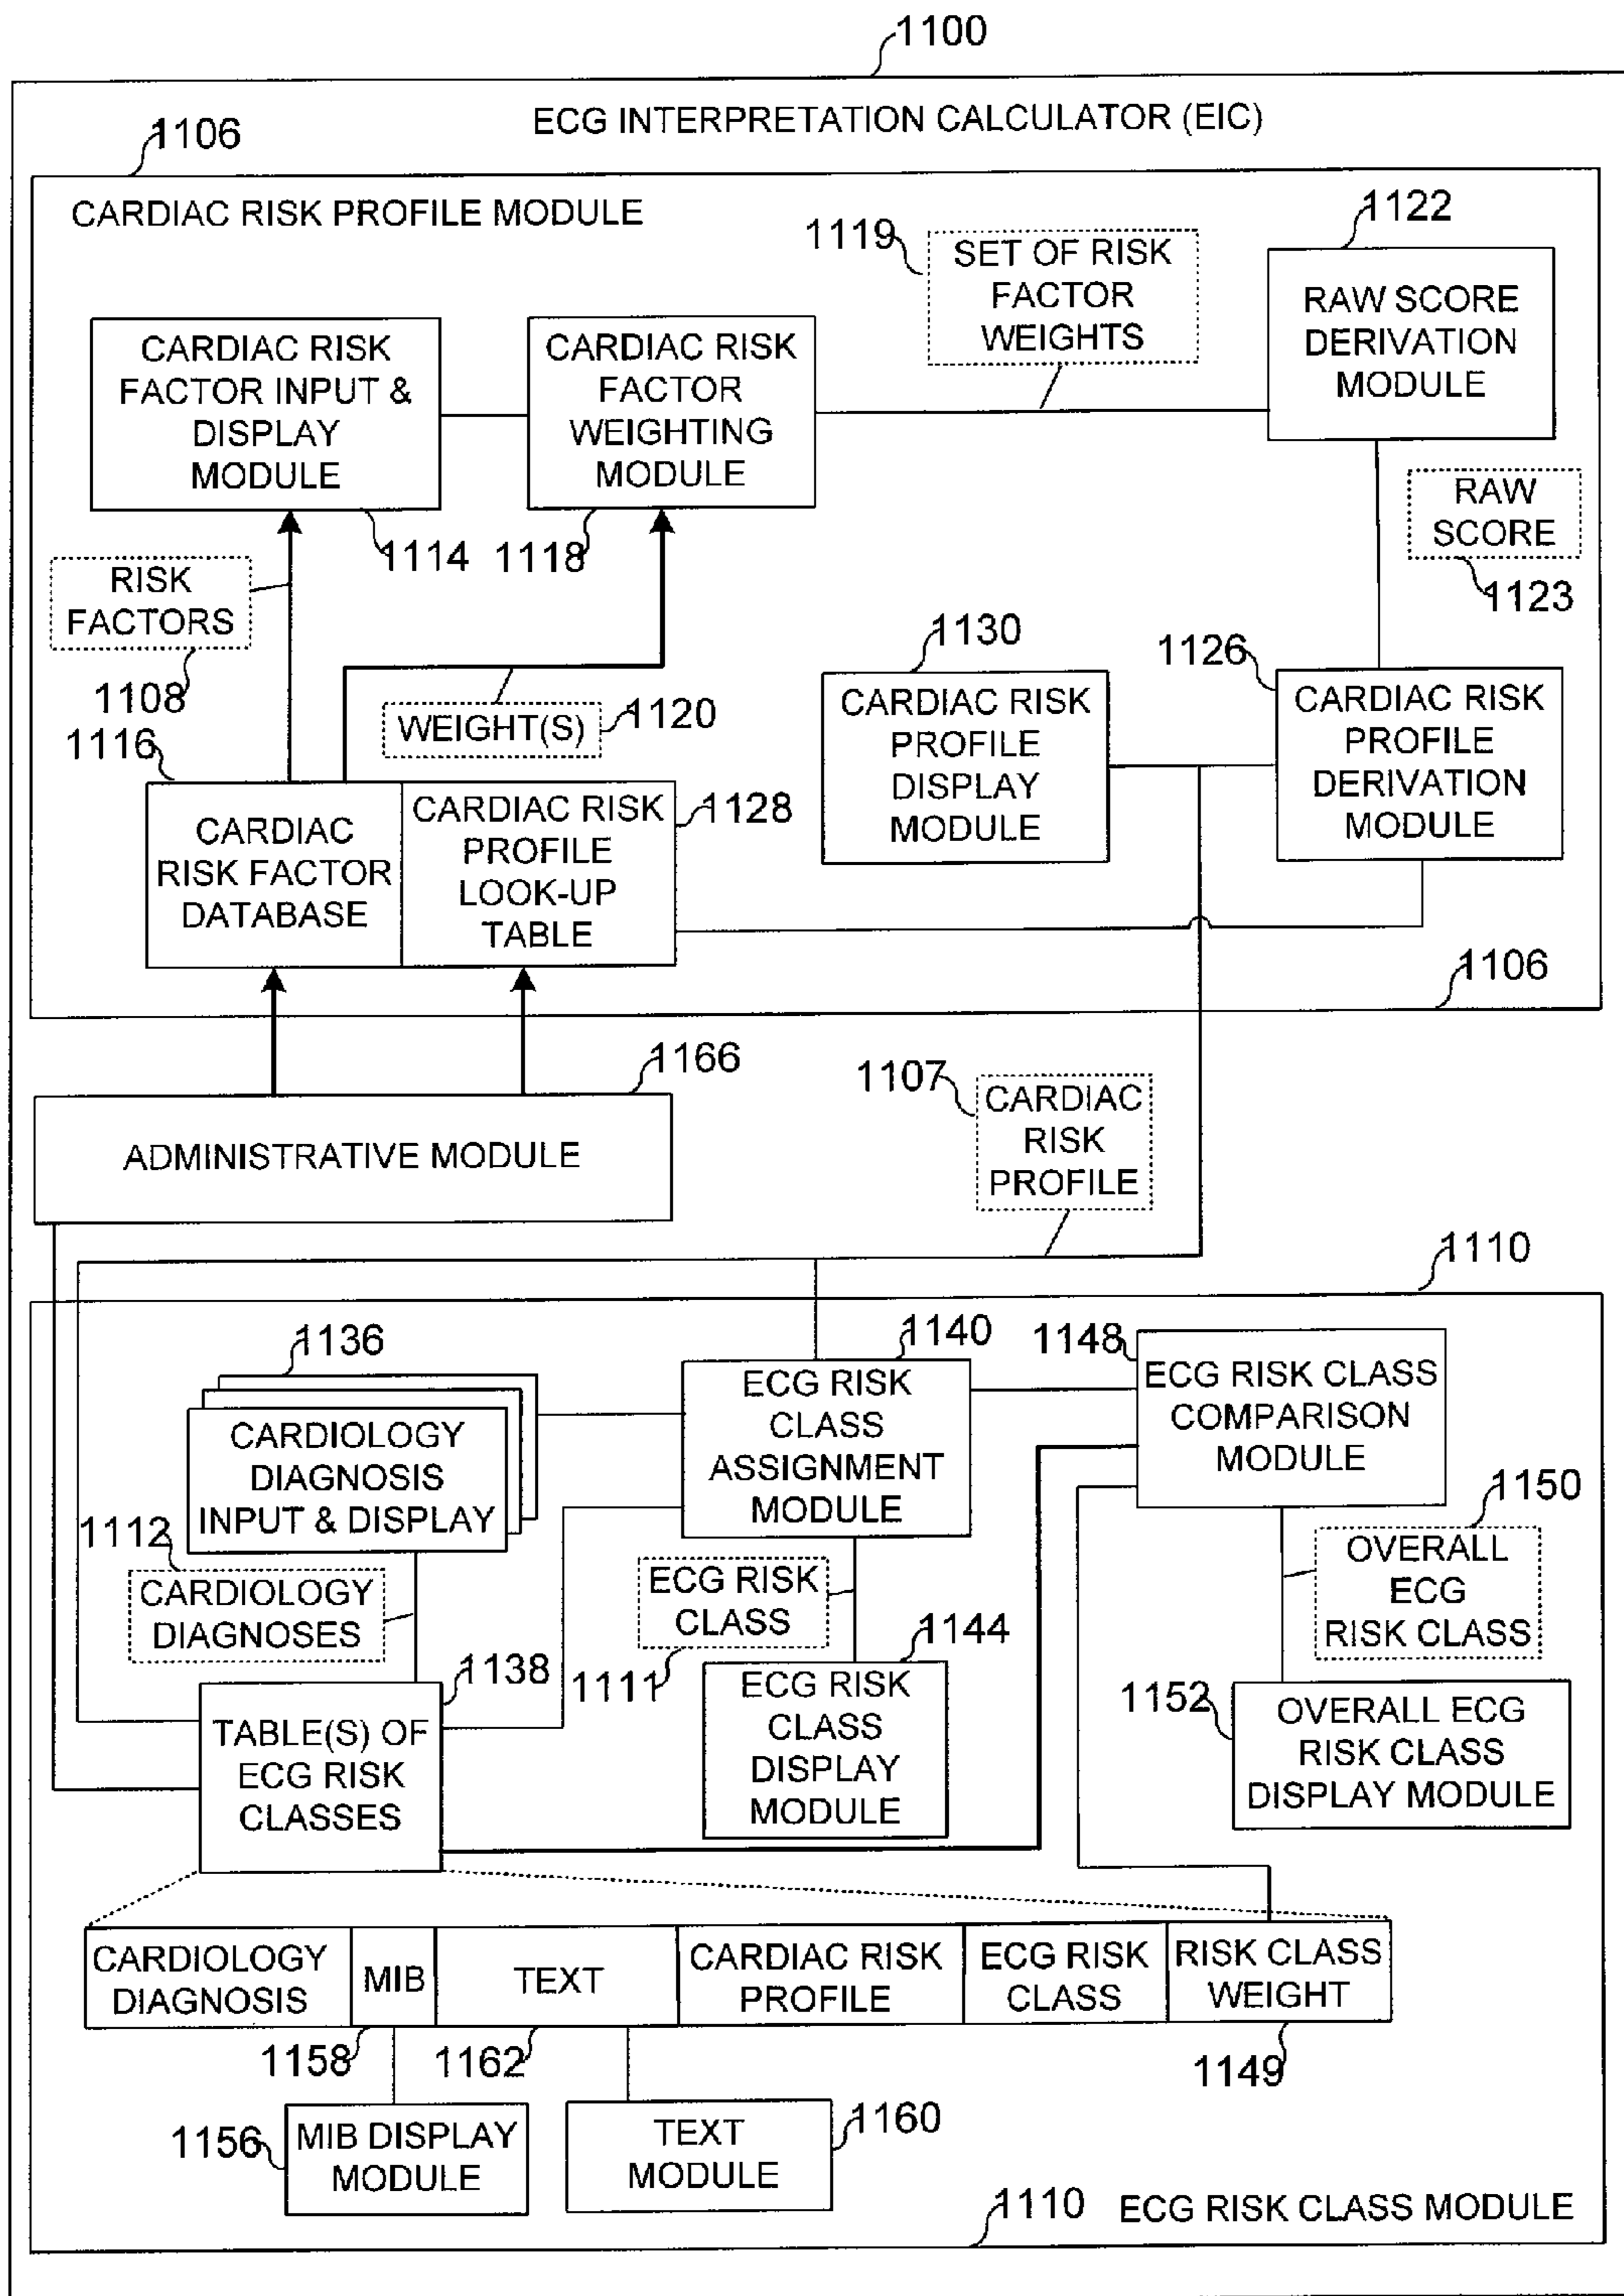 1100
ECG INTERPRETATION CALCULATOR (EIC)
1106
CARDIAC RISK PROFILE MODULE
1119
SET OF RISK
FACTOR
WEIGHTS
1122
RAW SCORE
DERIVATION
MODULE
CARDIAC RISK
FACTOR INPUT &
DISPLAY
MODULE
CARDIAC RISK
FACTOR
WEIGHTING
MODULE
1114
1118
RAW
SCORE
1123
RISK
FACTORS
1108
1116
WEIGHT(S)
1120
1130
CARDIAC RISK
PROFILE
DISPLAY
MODULE
1126
CARDIAC RISK
PROFILE
DERIVATION
MODULE
CARDIAC
RISK FACTOR
DATABASE
CARDIAC RISK
PROFILE
LOOK-UP
TABLE
1128
1106
1166
ADMINISTRATIVE MODULE
1107
CARDIAC
RISK
PROFILE
1110
1136
CARDIOLOGY
DIAGNOSIS
INPUT & DISPLAY
1140
ECG RISK
CLASS
ASSIGNMENT
MODULE
1148
ECG RISK CLASS
COMPARISON
MODULE
1112
CARDIOLOGY
DIAGNOSES
ECG RISK
CLASS
1111
1150
OVERALL
ECG
RISK CLASS
1138
TABLE(S) OF
ECG RISK
CLASSES
1144
ECG RISK
CLASS
DISPLAY
MODULE
1152
OVERALL ECG
RISK CLASS
DISPLAY MODULE
CARDIOLOGY
DIAGNOSIS
MIB
TEXT
CARDIAC RISK
PROFILE
ECG RISK
CLASS
RISK CLASS
WEIGHT
1158
1162
1149
1156
MIB DISPLAY
MODULE
TEXT
MODULE
1160
1110
ECG RISK CLASS MODULE